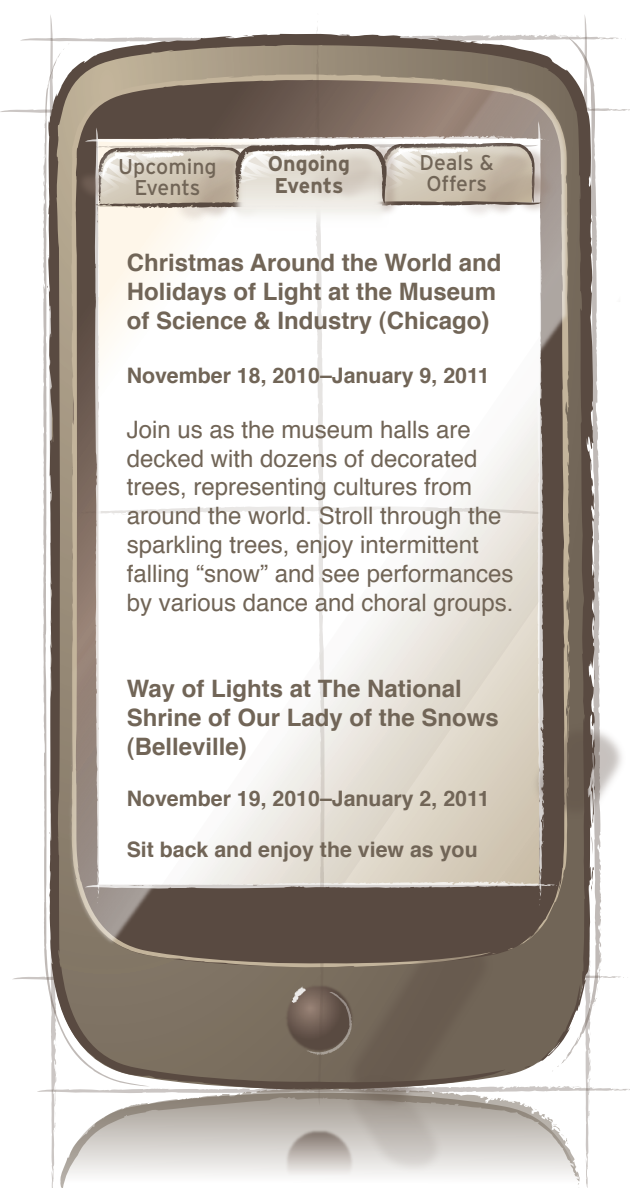 Upcoming
Events
Ongoing
Events
Deals &
Offers
Christmas Around the World and
Holidays of Light at the Museum
of Science & Industry (Chicago)
November 18, 2010–January 9, 2011
Join us as the museum halls are
decked with dozens of decorated
trees, representing cultures from
around the world. Stroll through the
sparkling trees, enjoy intermittent
falling “snow” and see performances
by various dance and choral groups.
Way of Lights at The National
Shrine of Our Lady of the Snows
(Belleville)
November 19, 2010–January 2, 2011
Sit back and enjoy the view as you